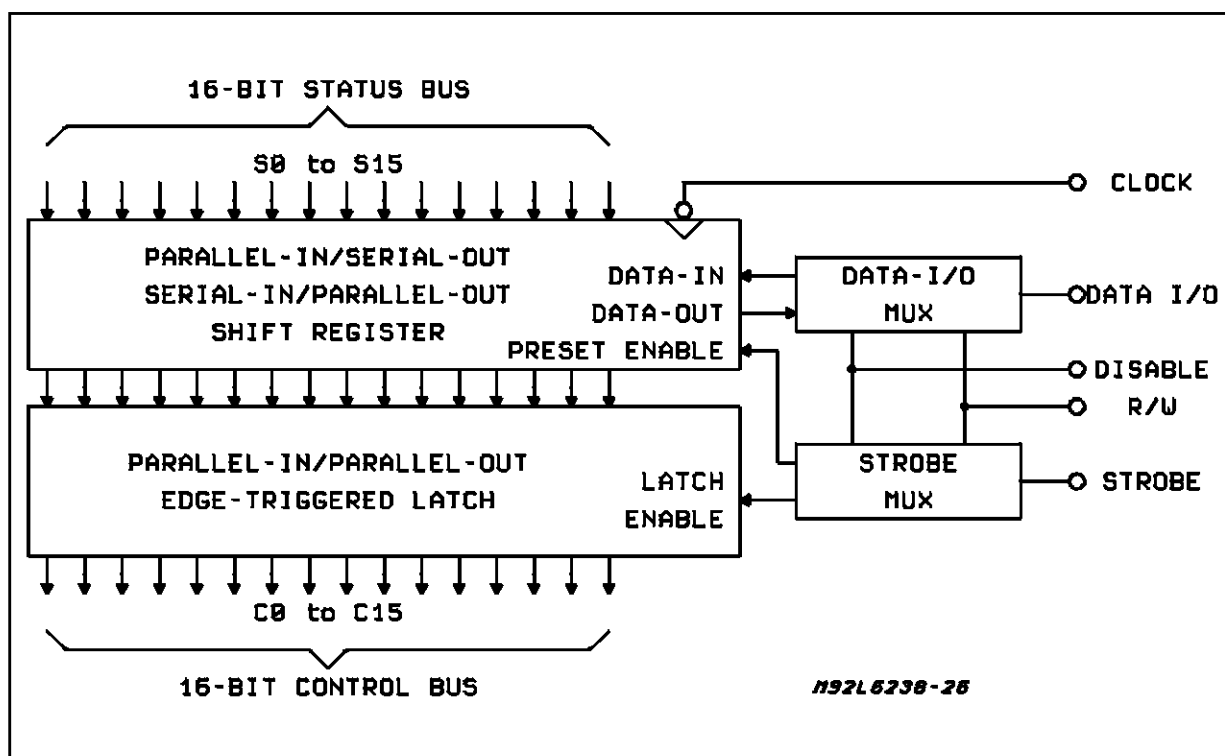 16-BIT STATUS BUS
S0 to S15
CLOCK
PARALLEL-IN/SERIAL-OUT
SERIAL-IN/PARALLEL-OUT
SHIFT REGISTER
DATA-IN
DATA-OUT
PRESET ENABLE
DATA-I/O
MUX
DATA I/O
DISABLE
R/W
PARALLEL-IN/PARALLEL-OUT
EDGE-TRIGGERED LATCH
LATCH
ENABLE
STROBE
MUX
STROBE
C0 to C15
16-BIT CONTROL BUS
M92L6238-26